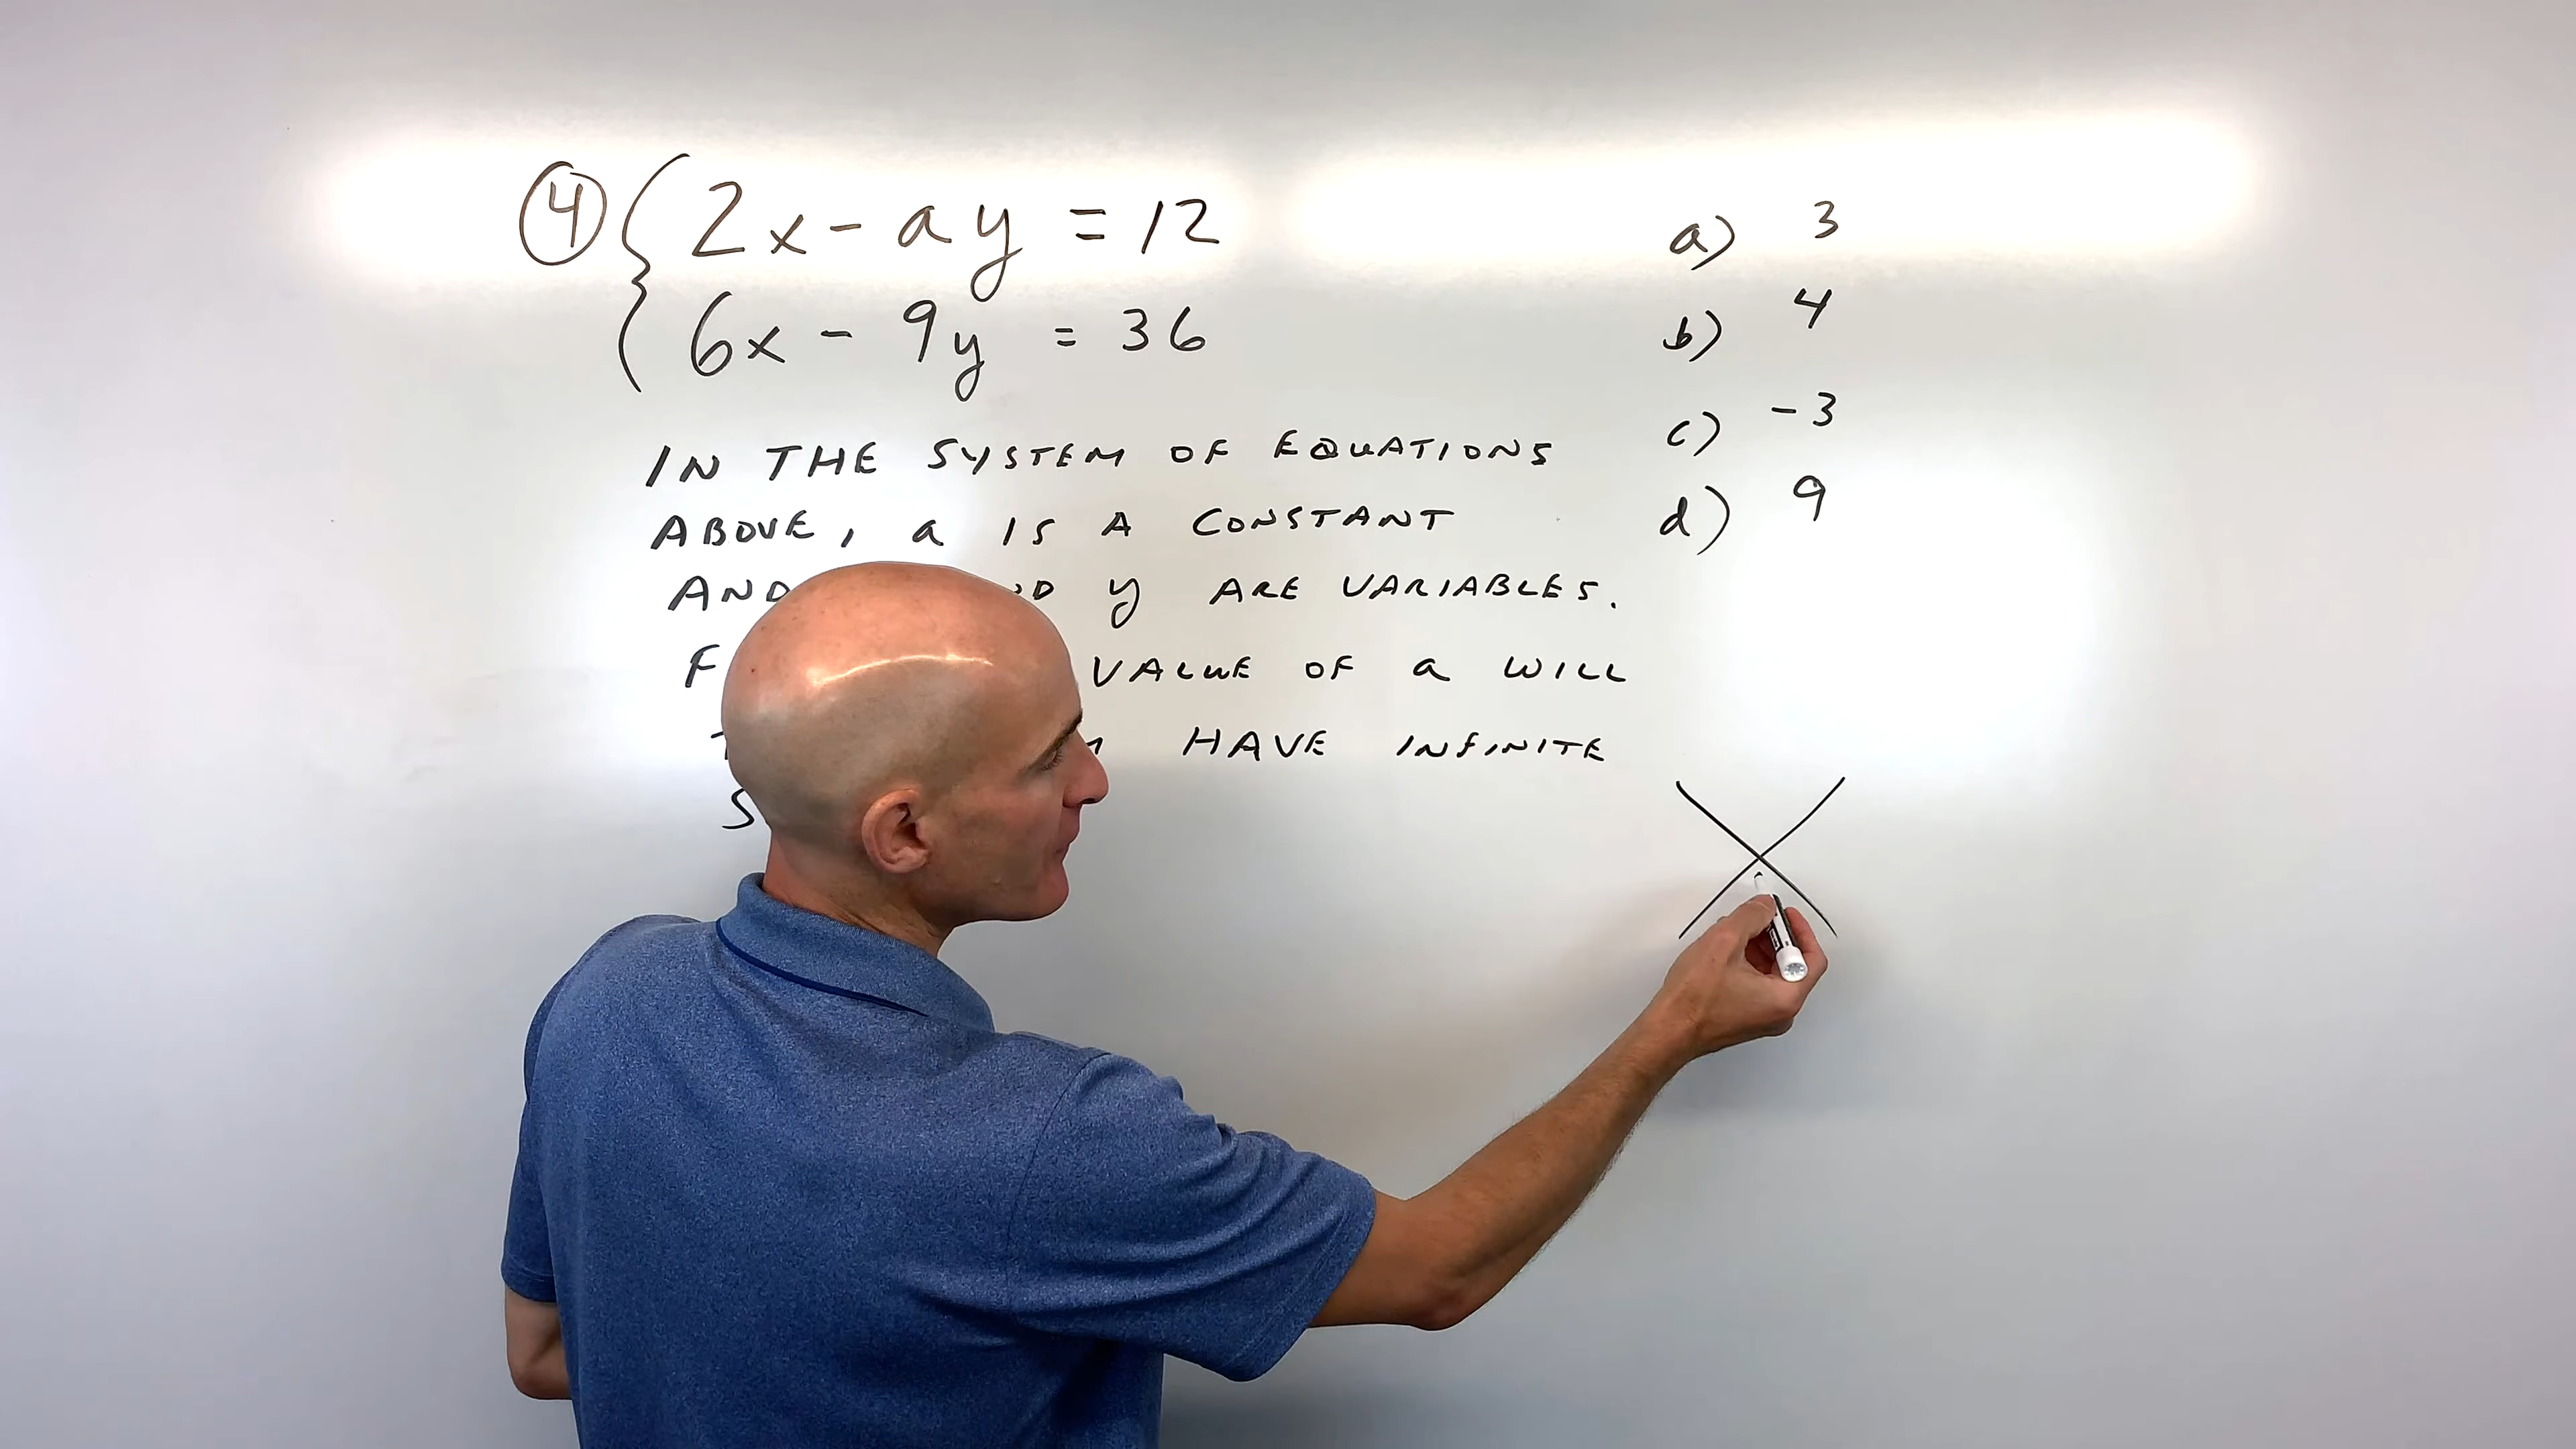 ④ 2x - ay = 12
6x - 9y = 36
IN THE SYSTEM OF EQUATIONS
ABOVE, a IS A CONSTANT
AND y ARE VARIABLES.
VALUE OF a WILL
HAVE INFINITE
a) 3
b) 4
c) -3
d) 9